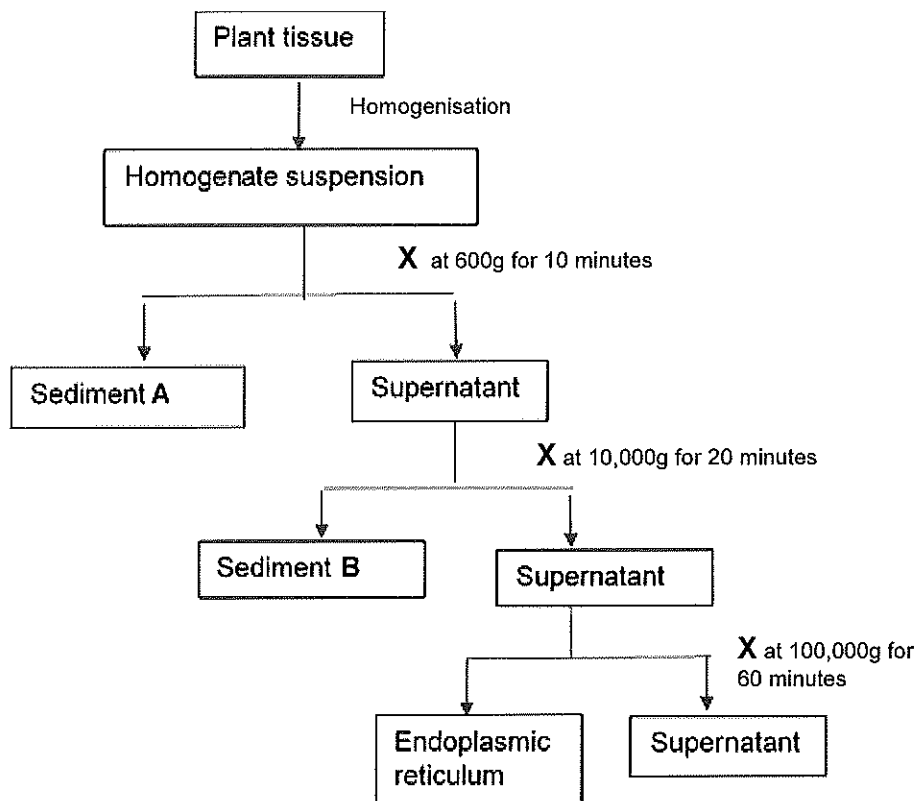 Plant tissue
Homogenisation
Homogenate suspension
X at 600g for 10 minutes
Sediment A
Supernatant
X at 10,000g for 20 minutes
Sediment B
Supernatant
X at 100,000g for
60 minutes
Endoplasmic
reticulum
Supernatant